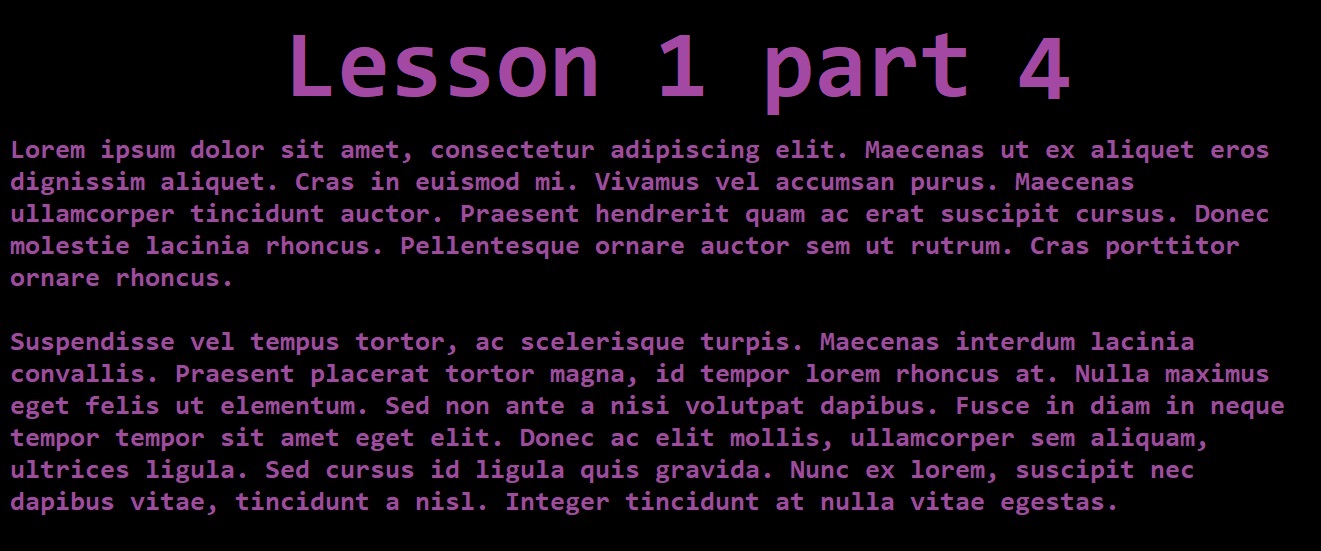 Lesson 1 part 4
Lorem ipsum dolor sit amet, consectetur adipiscing elit. Maecenas ut ex aliquet eros
dignissim aliquet. Cras in euismod mi. Vivamus vel accumsan purus. Maecenas
ullamcorper tincidunt auctor. Praesent hendrerit quam ac erat suscipit cursus. Donec
molestie lacinia rhoncus. Pellentesque ornare auctor sem ut rutrum. Cras porttitor
ornare rhoncus.
Suspendisse vel tempus tortor, ac scelerisque turpis. Maecenas interdum lacinia
convallis. Praesent placerat tortor magna, id tempor lorem rhoncus at. Nulla maximus
eget felis ut elementum. Sed non ante a nisi volutpat dapibus. Fusce in diam in neque
tempor tempor sit amet eget elit. Donec ac elit mollis, ullamcorper sem aliquam,
ultrices ligula. Sed cursus id ligula quis gravida. Nunc ex lorem, suscipit nec
dapibus vitae, tincidunt a nisl. Integer tincidunt at nulla vitae egestas.